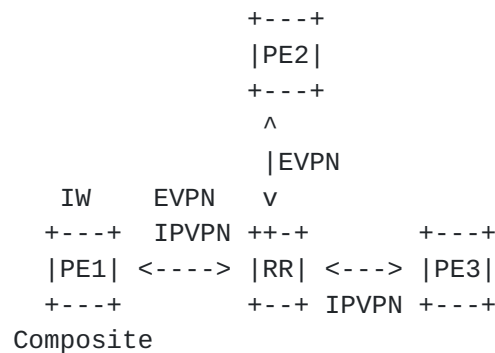 +---+
                 |PE2|
                 +---+
                  ^
                  |EVPN
    IW    EVPN    v
   +---+  IPVPN ++-+      +---+
   |PE1| <----> |RR| <---> |PE3|
   +---+        +--+ IPVPN +---+
 Composite